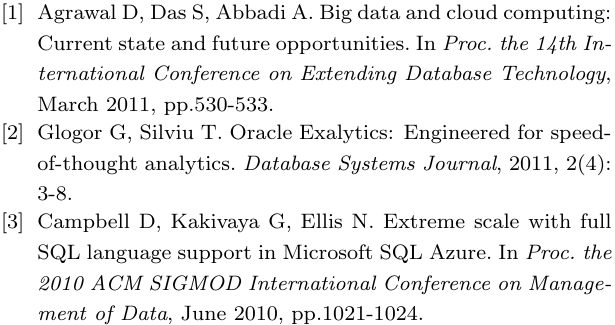 [1] Agrawal D, Das S, Abbadi A. Big data and cloud computing:
Current state and future opportunities. In Proc. the 14th In-
ternational Conference on Extending Database Technology,
March 2011, pp.530-533.
[2] Glogor G, Silviu T. Oracle Exalytics: Engineered for speed-
of-thought analytics. Database Systems Journal, 2011, 2(4):
3-8.
[3] Campbell D, Kakivaya G, Ellis N. Extreme scale with full
SQL language support in Microsoft SQL Azure. In Proc. the
2010 ACM SIGMOD International Conference on Manage-
ment of Data, June 2010, pp.1021-1024.